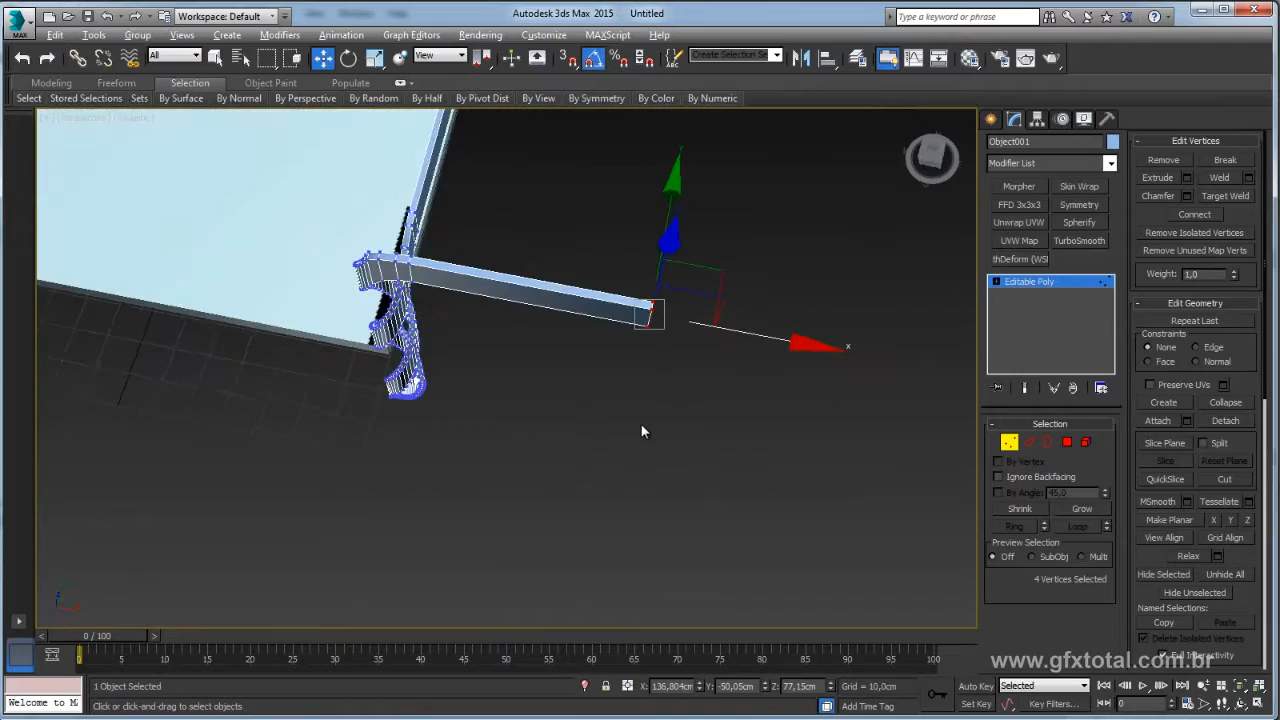 Workspace: Default
Autodesk 3ds Max 2015 Untitled
Type a keyword or phrase
MAX
Edit Tools Group Views Create Modifiers Animation Graph Editors Rendering Customize MAXScript Help
All
View
Create Selection Se
Modeling Freeform Selection Object Paint Populate
Select Stored Selections Sets By Surface By Normal By Perspective By Random By Half By Pivot Dist By View By Symmetry By Color By Numeric
Object001
Modifier List
Morpher Skin Wrap
FFD 3x3x3 Symmetry
Unwrap UVW Spherify
UVW Map TurboSmooth
thDeform (WSI
Editable Poly
Selection
By Vertex
Ignore Backfacing
By Angle: 45,0
Shrink Grow
Ring Loop
Preview Selection
Off SubObj Multi
4 Vertices Selected
Edit Vertices
Remove Break
Extrude Weld
Chamfer Target Weld
Connect
Remove Isolated Vertices
Remove Unused Map Verts
Weight: 1,0
Edit Geometry
Repeat Last
Constraints
None Edge
Face Normal
Preserve UVs
Create Collapse
Attach Detach
Slice Plane Split
Slice Reset Plane
QuickSlice Cut
MSmooth Tessellate
Make Planar X Y Z
View Align Grid Align
Relax
Hide Selected Unhide All
Hide Unselected
Named Selections:
Copy Paste
Delete Isolated Vertices
Full Interactivity
x
www.gfxtotal.com.br
0 / 100
0 5 10 15 20 25 30 35 40 45 50 55 60 65 70 75 80 85 90 95 100
1 Object Selected
X: 136,804cm Y: -50,05cm Z: 77,15cm Grid = 10,0cm
Auto Key Selected
Welcome to M
Click or click-and-drag to select objects
Add Time Tag
Set Key Key Filters... 0